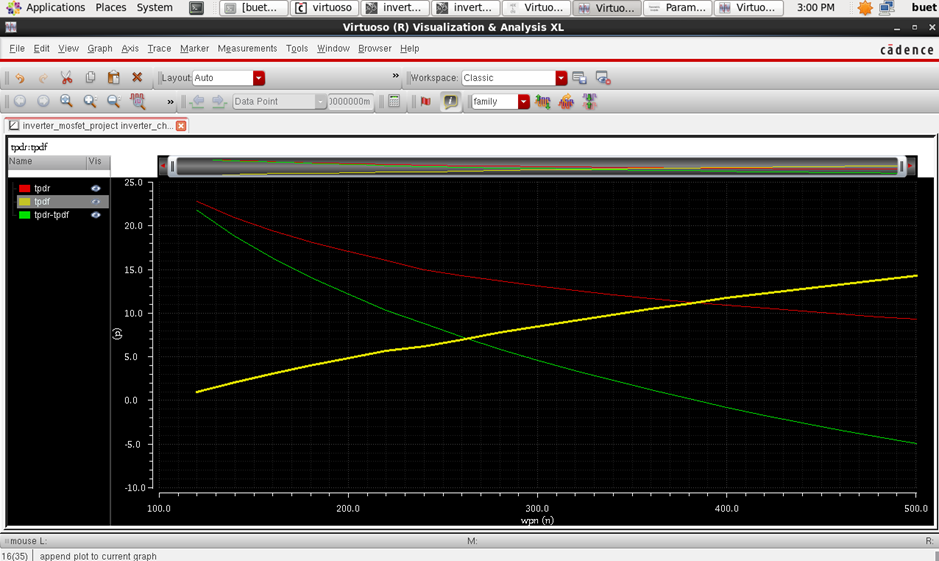 Applications Places System [buet... virtuoso invert... invert... Virtuo... Virtuo... Param... Virtuo... 3:00 PM buet
Virtuoso (R) Visualization & Analysis XL
File Edit View Graph Axis Trace Marker Measurements Tools Window Browser Help cādence
Layout Auto » Workspace: Classic
» Data Point 0000000m family
inverter_mosfet_project inverter_ch...
tpdr::tpdf
Name Vis
tpdr
tpdf
tpdr-tpdf
25.0
20.0
15.0
10.0
5.0
0.0
-5.0
-10.0
(p)
100.0 200.0 300.0 400.0 500.0
wpn (n)
mouse L: M: R:
16(35) append plot to current graph